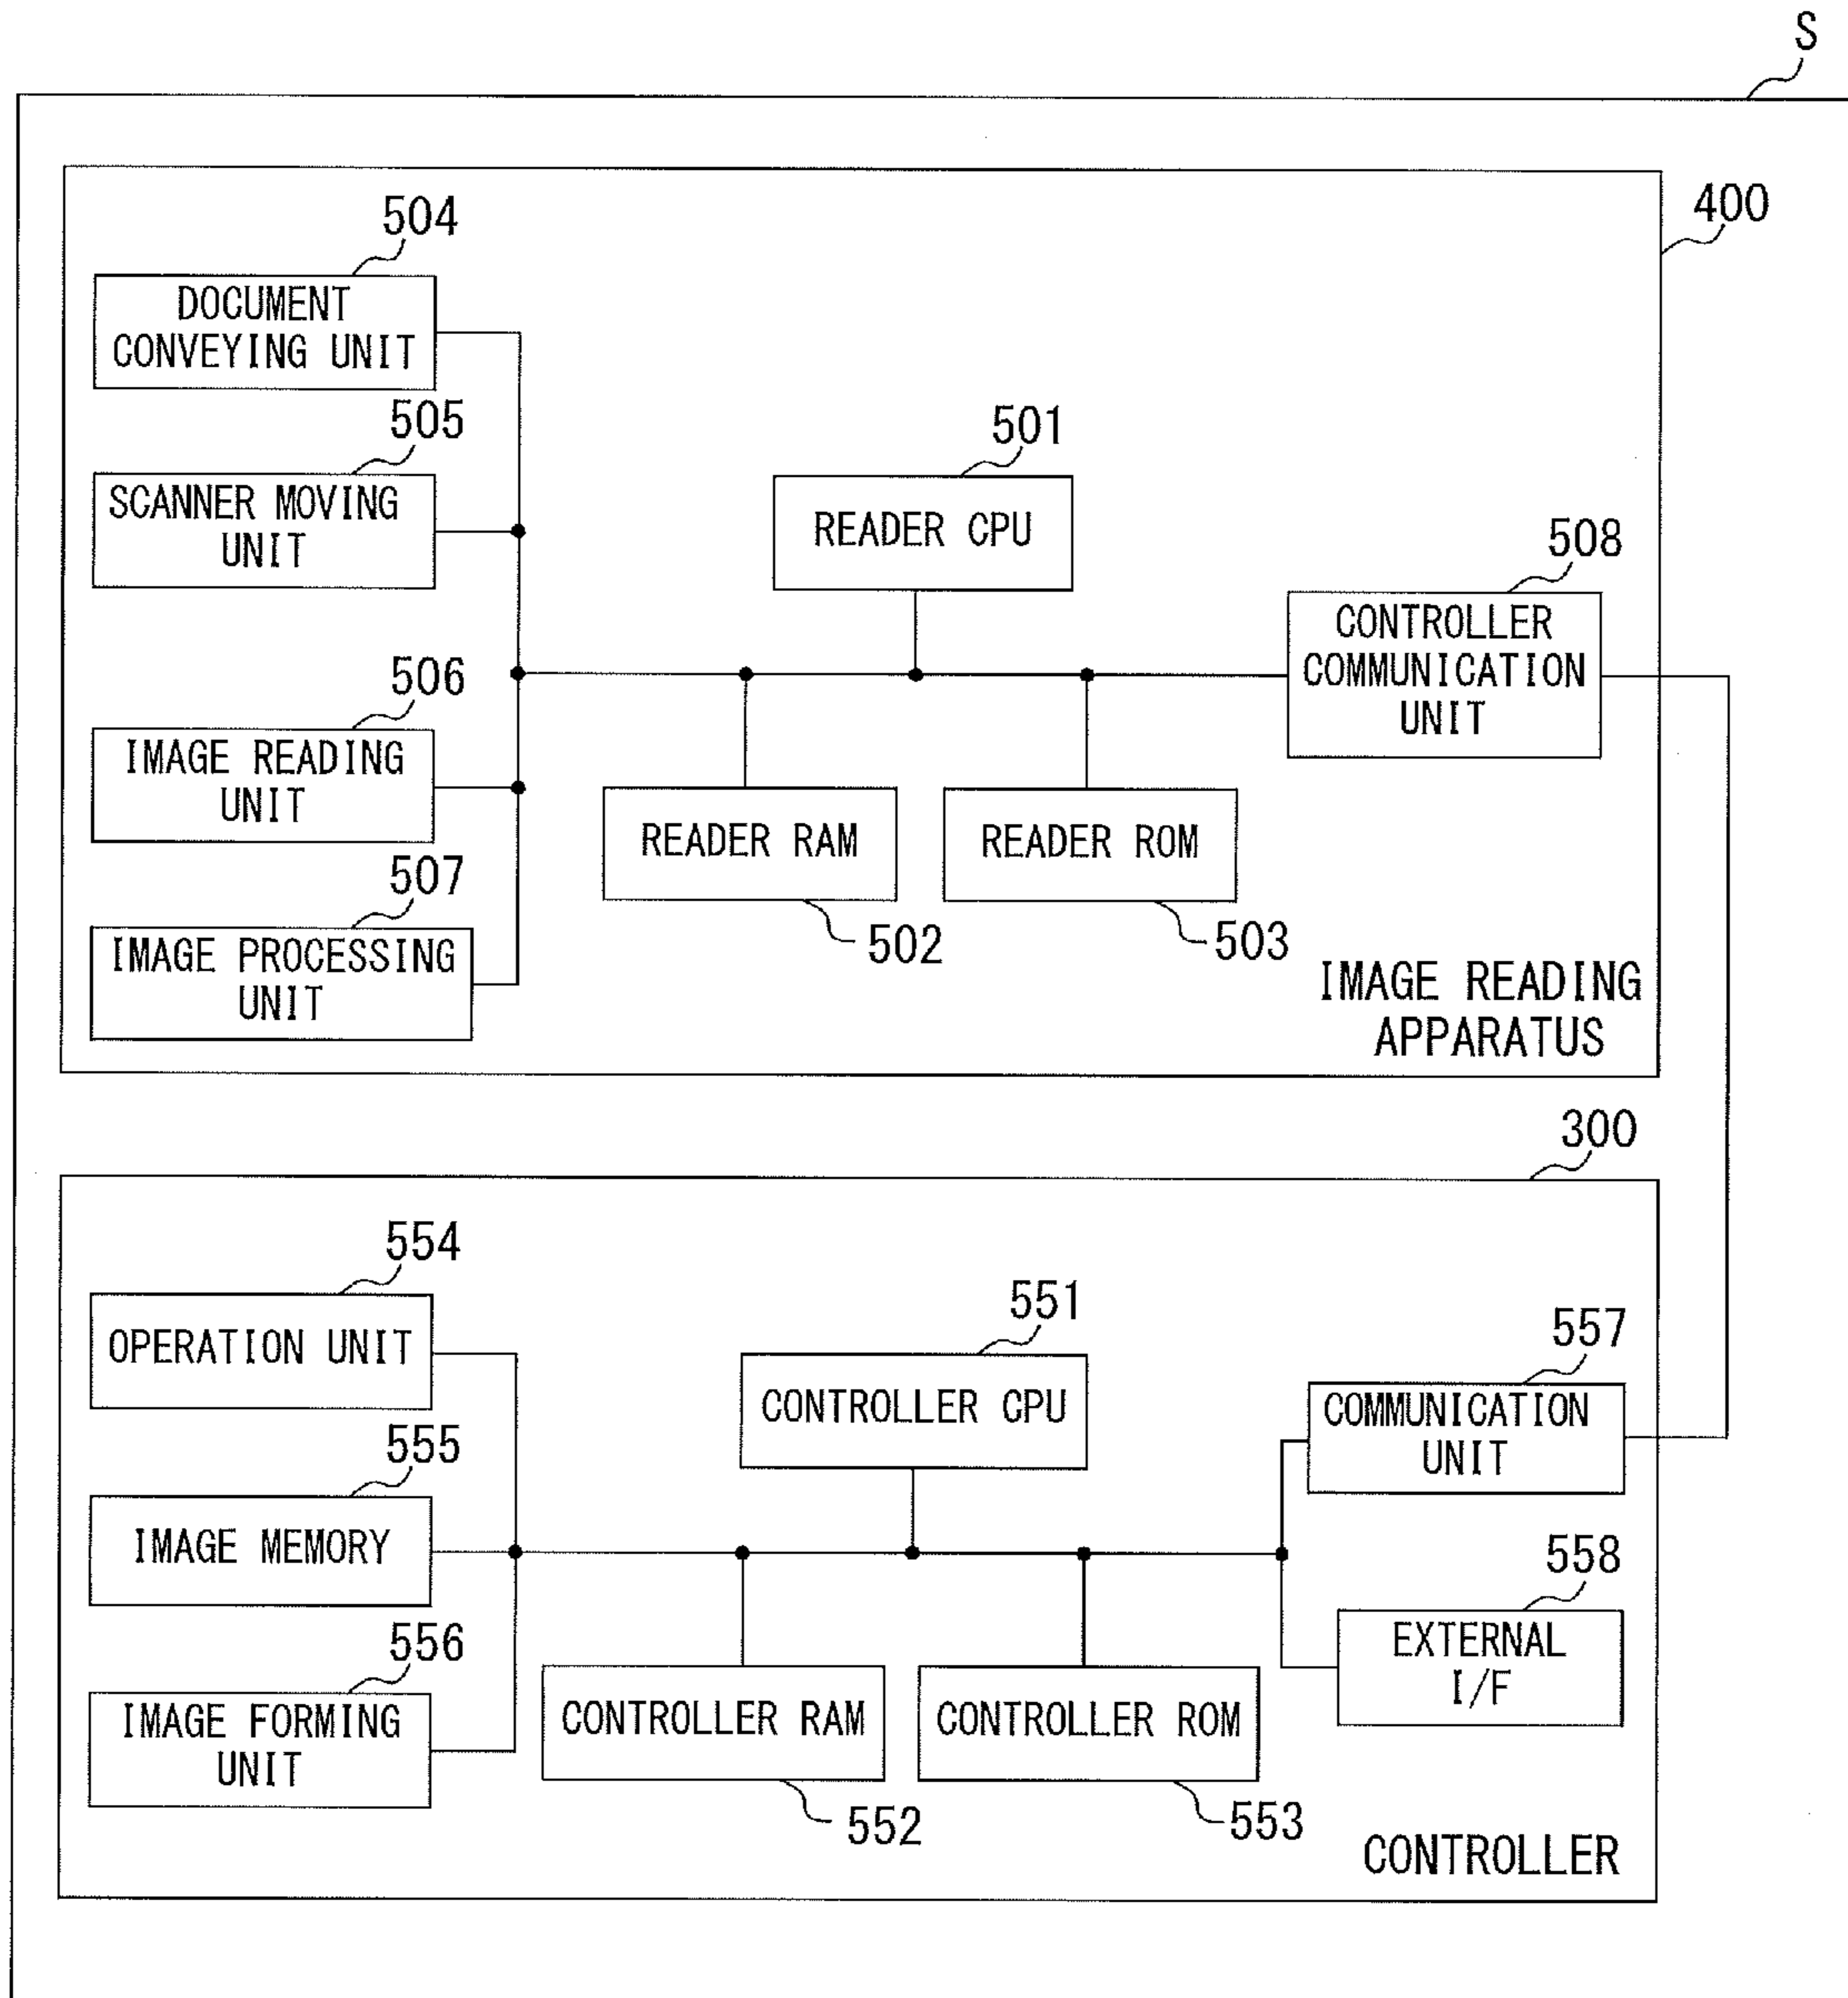 S
400
504
DOCUMENT
CONVEYING UNIT
505
SCANNER MOVING
UNIT
501
READER CPU
508
CONTROLLER
COMMUNICATION
UNIT
506
IMAGE READING
UNIT
READER RAM
502
READER ROM
503
507
IMAGE PROCESSING
UNIT
IMAGE READING
APPARATUS
300
554
OPERATION UNIT
551
CONTROLLER CPU
557
COMMUNICATION
UNIT
555
IMAGE MEMORY
558
EXTERNAL
I/F
556
IMAGE FORMING
UNIT
CONTROLLER RAM
552
CONTROLLER ROM
553
CONTROLLER